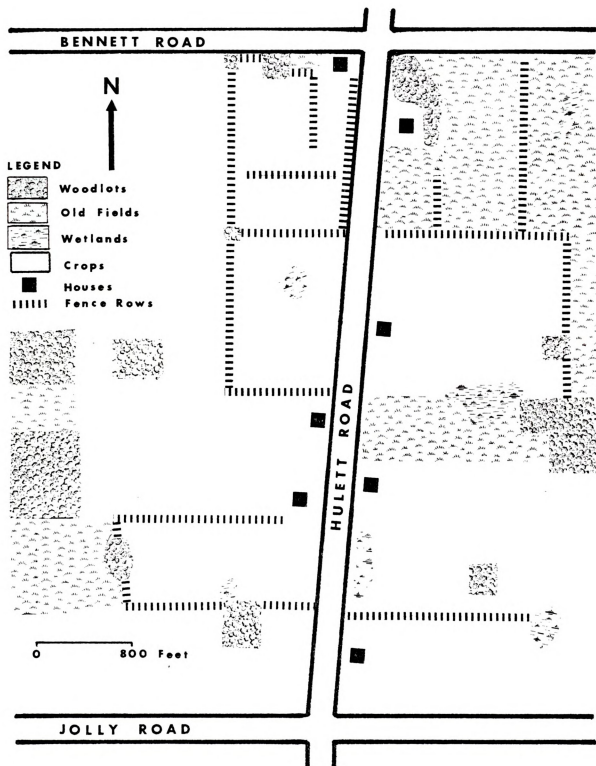 BENNETT ROAD
N
LEGEND
Woodlots
Old Fields
Wetlands
Crops
Houses
Fence Rows
HULETT ROAD
0 800 Feet
JOLLY ROAD